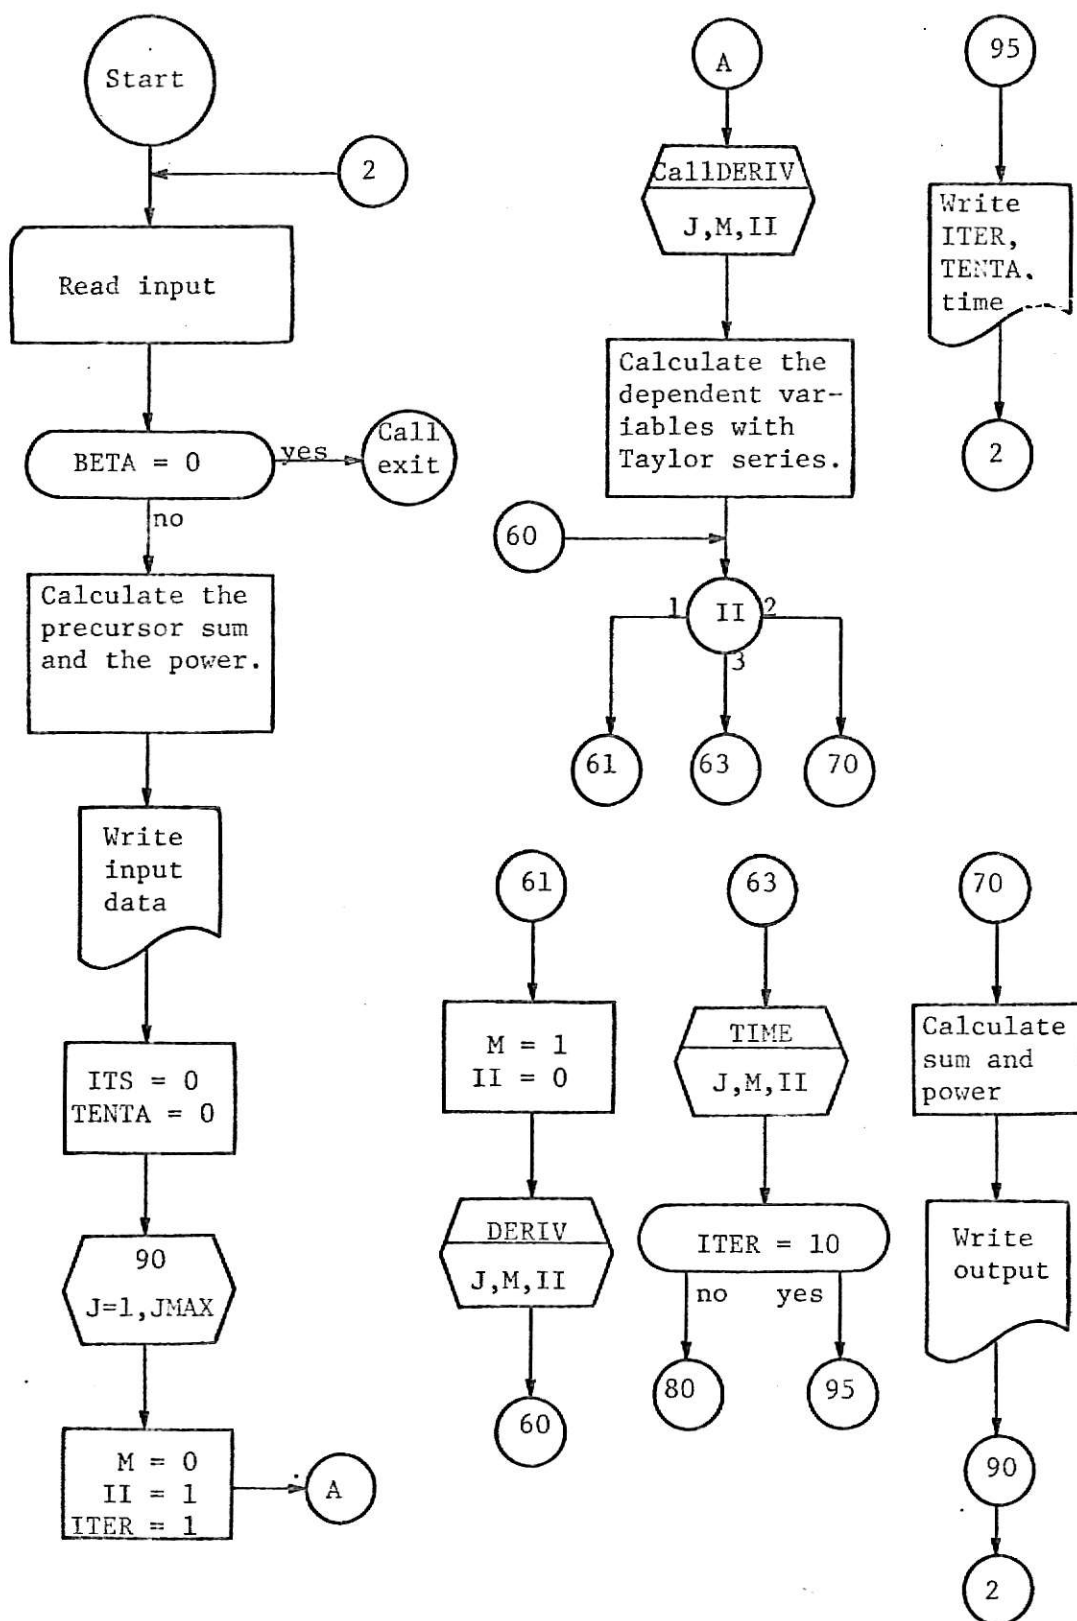 Start
2
Read input
BETA = 0
yes
Call
exit
no
Calculate the
precursor sum
and the power.
Write
input
data
ITS = 0
TENTA = 0
90
J=1,JMAX
M = 0
II = 1
ITER = 1
A
A
CallDERIV
J,M,II
Calculate the
dependent var-
iables with
Taylor series.
60
1
II
2
3
61
63
70
95
Write
ITER,
TENTA.
time
2
61
M = 1
II = 0
DERIV
J,M,II
60
63
TIME
J,M,II
ITER = 10
no
yes
80
95
70
Calculate
sum and
power
Write
output
90
2